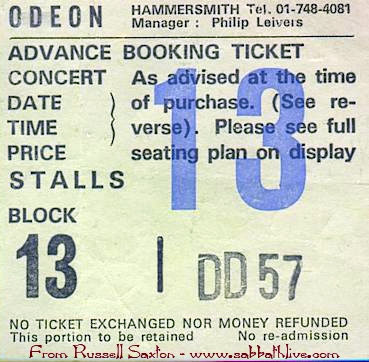 ODEON HAMMERSMITH Tel. 01-748-4081
Manager : Philip Leivers
ADVANCE BOOKING TICKET
CONCERT As advised at the time
DATE of purchase. (See re-
TIME verse). Please see full
PRICE seating plan on display
13
STALLS
BLOCK
13 | DD 57
NO TICKET EXCHANGED NOR MONEY REFUNDED
This portion to be retained No re-admission
From Russell Saxton - www.sabbathlive.com